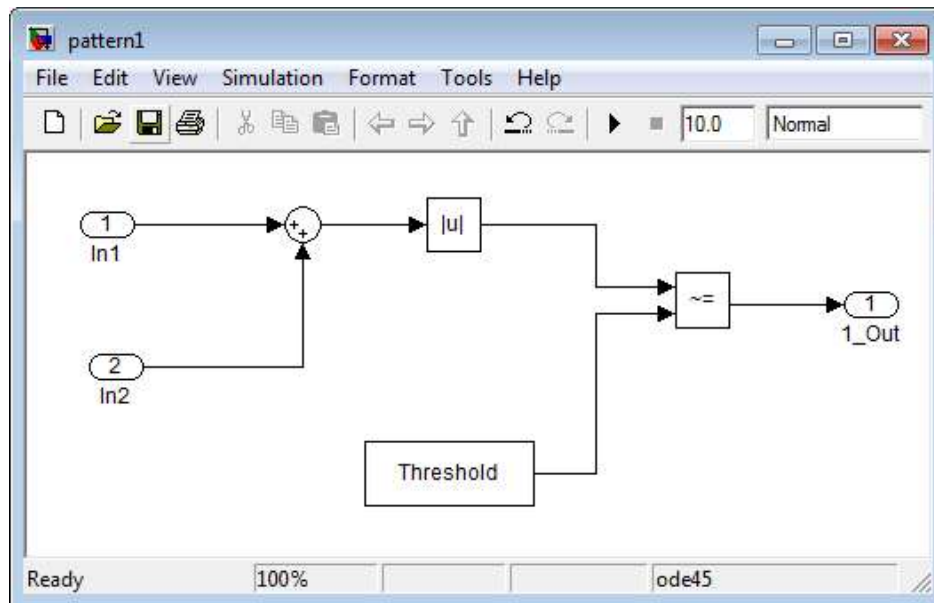 pattern1
File Edit View Simulation Format Tools Help
10.0 Normal
1
In1
+
+
|u|
~=
1
1_Out
2
In2
Threshold
Ready 100% ode45